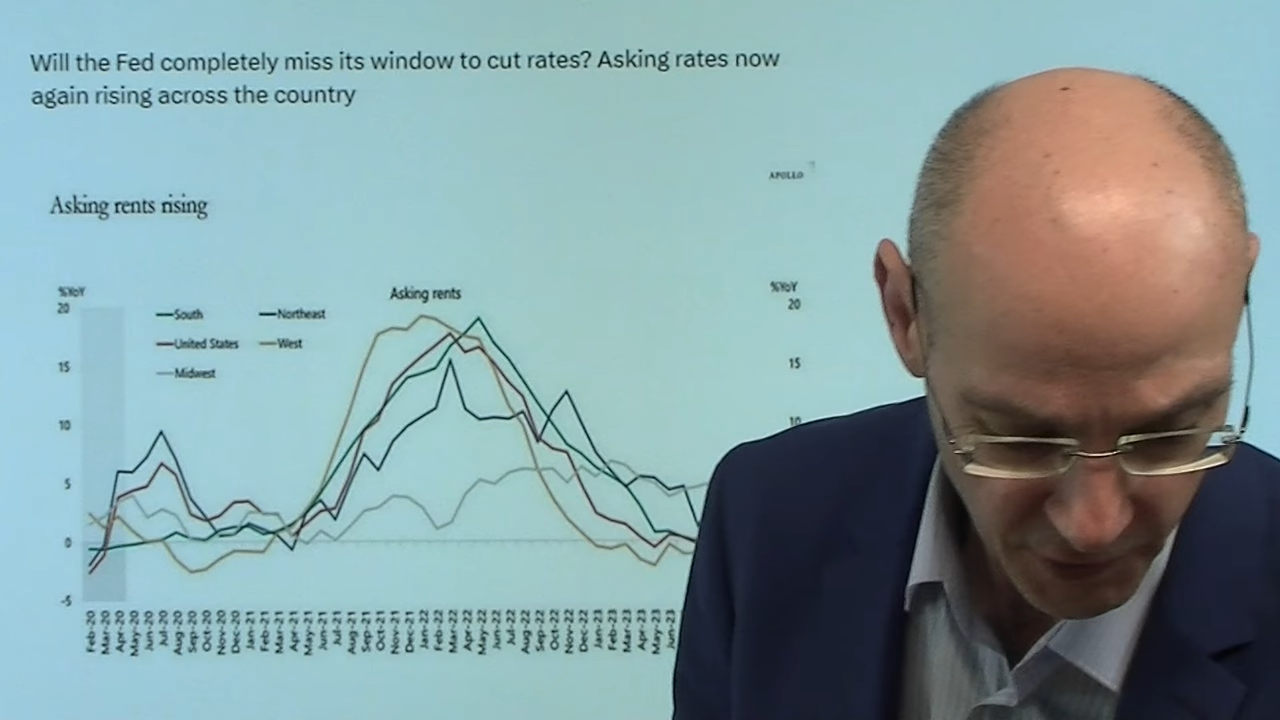 Will the Fed completely miss its window to cut rates? Asking rates now
again rising across the country
APOLLO
Asking rents rising
%YoY
Asking rents
%YoY
20
South
Northeast
20
United States
West
15
Midwest
15
10
10
5
0
-5
Feb-20
Mar-20
Apr-20
May-20
Jun-20
Jul-20
Aug-20
Sep-20
Oct-20
Nov-20
Dec-20
Jan-21
Feb-21
Mar-21
Apr-21
May-21
Jun-21
Jul-21
Aug-21
Sep-21
Oct-21
Nov-21
Dec-21
Jan-22
Feb-22
Mar-22
Apr-22
May-22
Jun-22
Jul-22
Aug-22
Sep-22
Oct-22
Nov-22
Dec-22
Jan-23
Feb-23
Mar-23
Apr-23
May-23
Jun-23